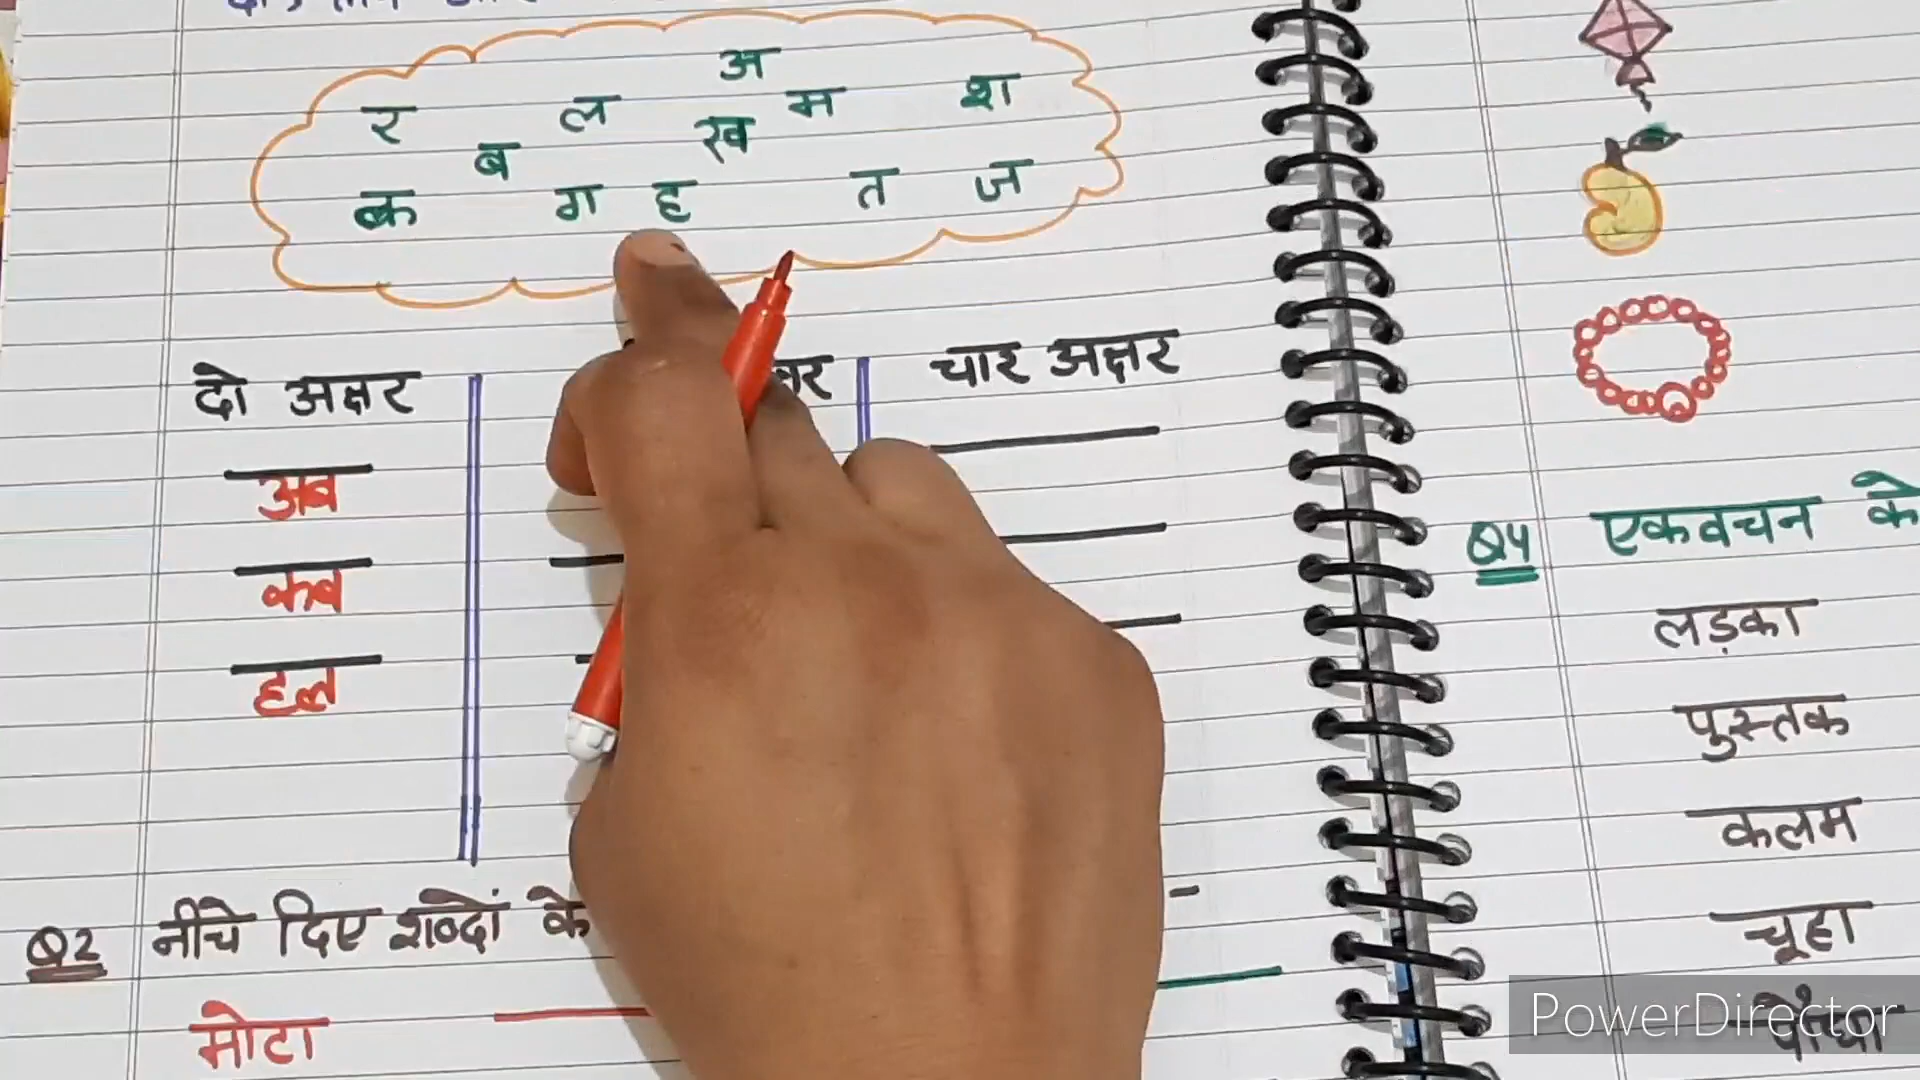 अ
र ल म श
ब ख
क ग ह त ज
दो अक्षर चार अक्षर
अब
कब
हल
Q2 नीचे दिए शब्दों के
मोटा
Q4 एकवचन के
लड़का
पुस्तक
कलम
चूहा
PowerDirector